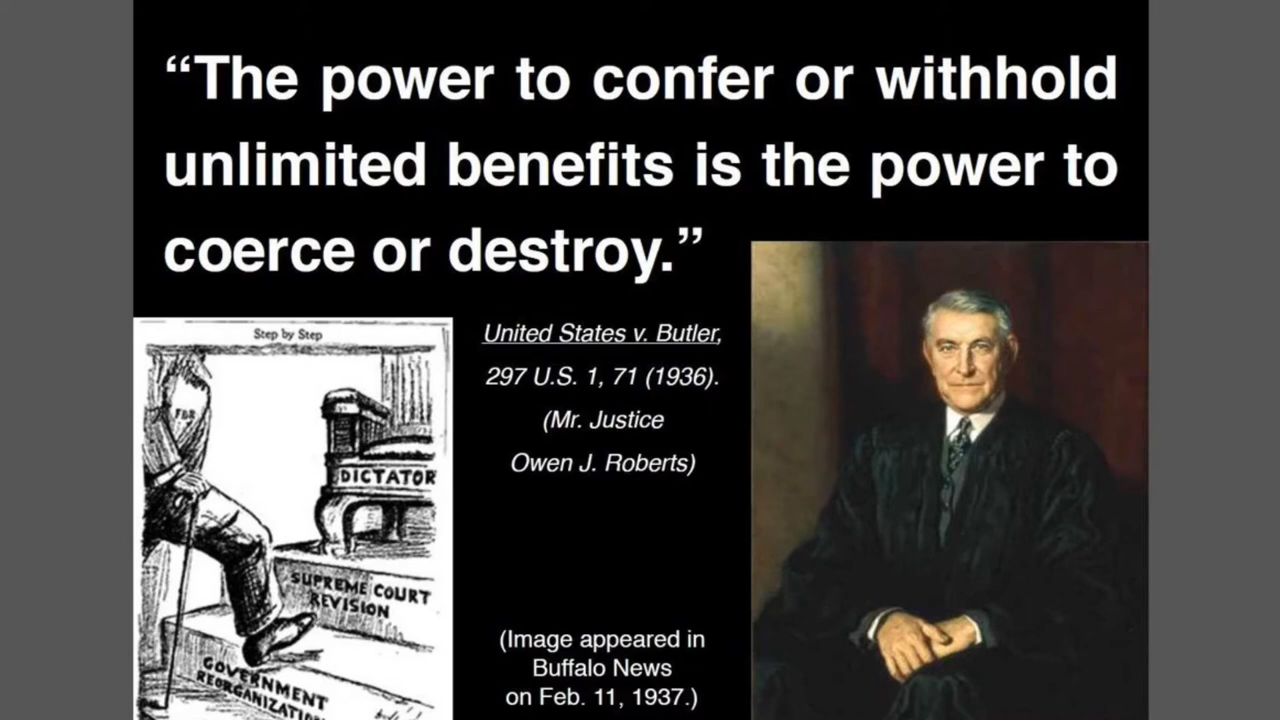 “The power to confer or withhold
unlimited benefits is the power to
coerce or destroy.”
United States v. Butler,
297 U.S. 1, 71 (1936).
(Mr. Justice
Owen J. Roberts)
(Image appeared in
Buffalo News
on Feb. 11, 1937.)
Step by Step
FDR
DICTATOR
SUPREME COURT
REVISION
GOVERNMENT
REORGANIZATION